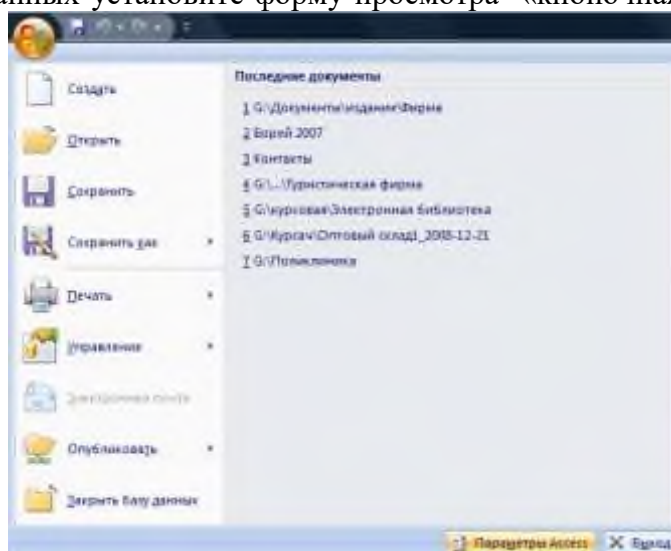 установите форму просмотра «кнопочная
Создать
Открыть
Сохранить
Сохранить как
Печать
Управление
Электронная почта
Опубликовать
Закрыть базу данных
Последние документы
1 G:\Документы\издание\Фирма
2 Борей 2007
3 Контакты
4 G:\...\Туристическая фирма
5 G:\курсовая\Электронная библиотека
6 G:\Курсач\Оптовый склад1_2008-12-21
7 G:\Поликлиника
Параметры Access
Выход